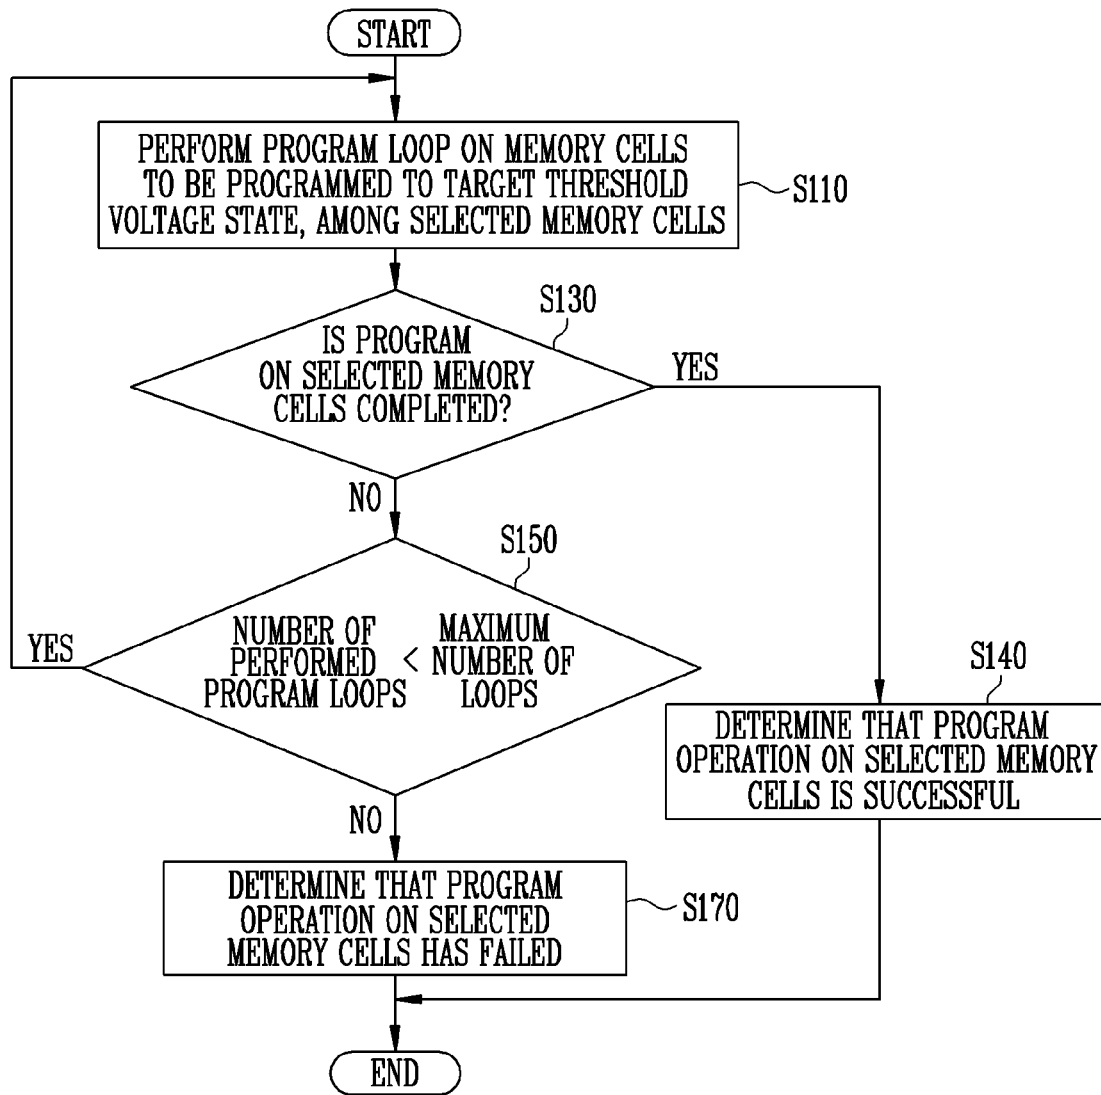 START
PERFORM PROGRAM LOOP ON MEMORY CELLS
TO BE PROGRAMMED TO TARGET THRESHOLD
VOLTAGE STATE, AMONG SELECTED MEMORY CELLS
S110
S130
IS PROGRAM
ON SELECTED MEMORY
CELLS COMPLETED?
YES
NO
S150
NUMBER OF
PERFORMED
PROGRAM LOOPS
<
MAXIMUM
NUMBER OF
LOOPS
YES
S140
DETERMINE THAT PROGRAM
OPERATION ON SELECTED MEMORY
CELLS IS SUCCESSFUL
NO
DETERMINE THAT PROGRAM
OPERATION ON SELECTED
MEMORY CELLS HAS FAILED
S170
END